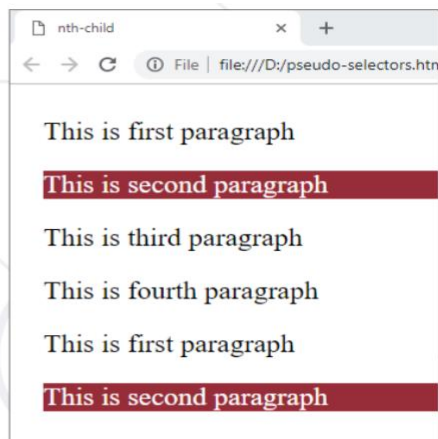 nth-child
File | file:///D:/pseudo-selectors.htm
This is first paragraph
This is second paragraph
This is third paragraph
This is fourth paragraph
This is first paragraph
This is second paragraph